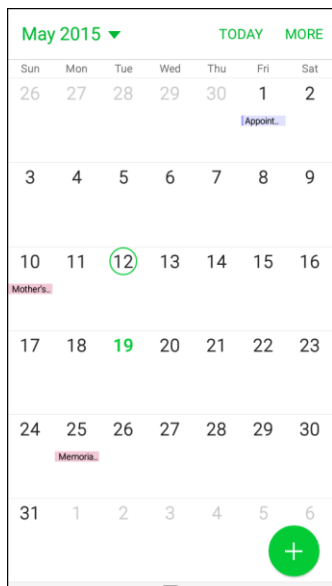 May 2015 TODAY MORE
Sun Mon Tue Wed Thu Fri Sat
26 27 28 29 30 1 2
Appoint..
3 4 5 6 7 8 9
10 11 12 13 14 15 16
Mother's..
17 18 19 20 21 22 23
24 25 26 27 28 29 30
Memoria..
31 1 2 3 4 5 6
+